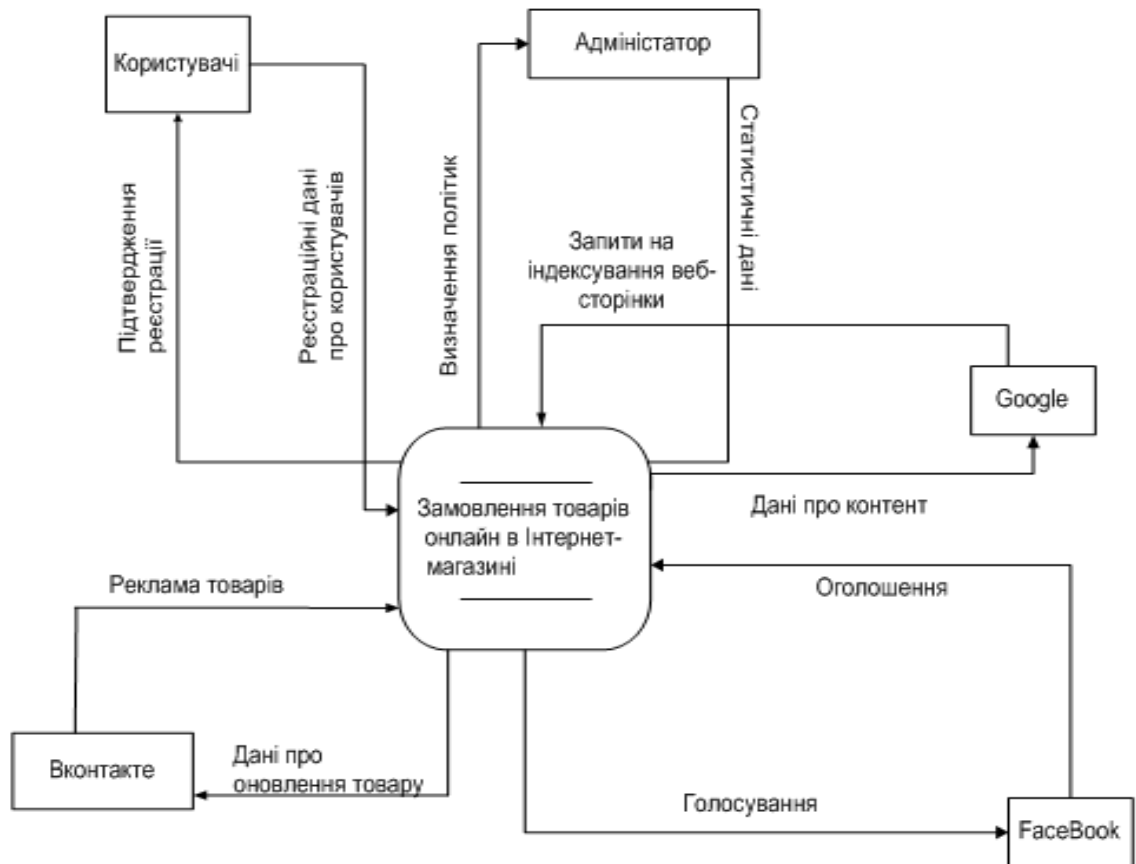 Адміністатор
Користувачі
Статистичні дані
Визначення політик
Реєстраційні дані
про користувачів
Підтвердження
реєстрації
Запити на
індексування веб-
сторінки
Google
Замовлення товарів
онлайн в Інтернет-
магазині
Дані про контент
Реклама товарів
Оголошення
Вконтакте
Дані про
оновлення товару
Голосування
FaceBook